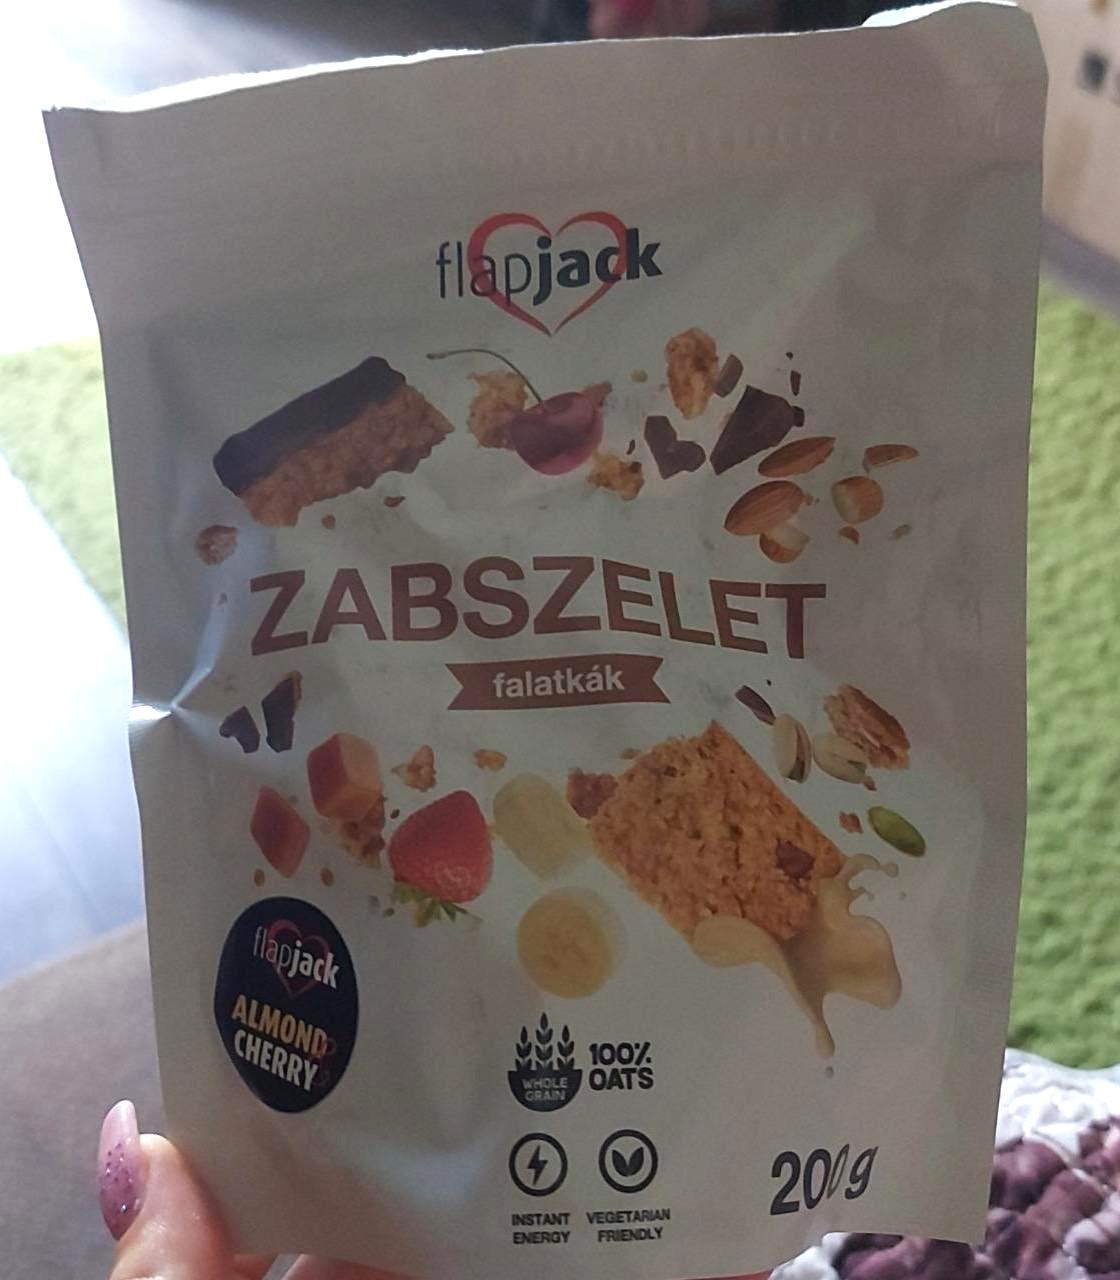 flapjack
ZABSZELET
falatkák
flapjack
ALMOND
CHERRY
WHOLE
GRAIN
100%
OATS
INSTANT
ENERGY
VEGETARIAN
FRIENDLY
200g